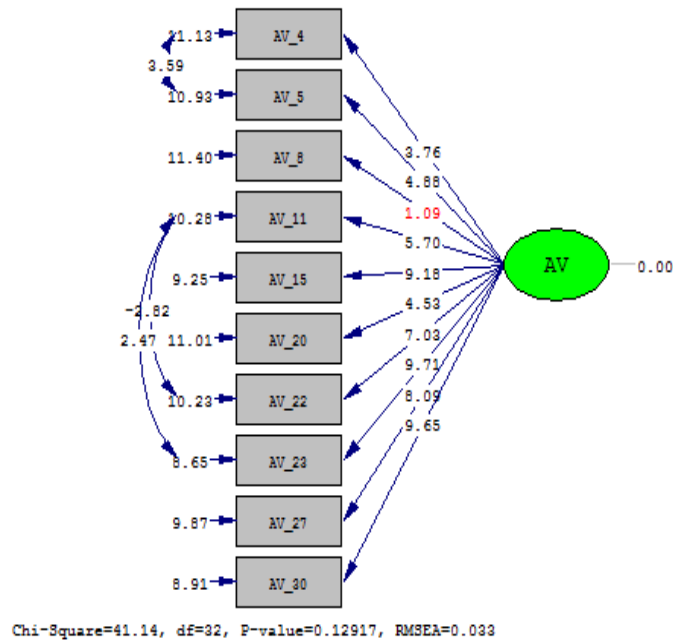 11.13 AV_4
3.59
10.93 AV_5
3.76
11.40 AV_8
4.88
1.09
10.28 AV_11
5.70
AV 0.00
9.25 AV_15
9.18
-2.82
4.53
2.47 11.01 AV_20
7.03
9.71
10.23 AV_22
8.09
9.65
8.65 AV_23
9.87 AV_27
8.91 AV_30
Chi-Square=41.14, df=32, P-value=0.12917, RMSEA=0.033